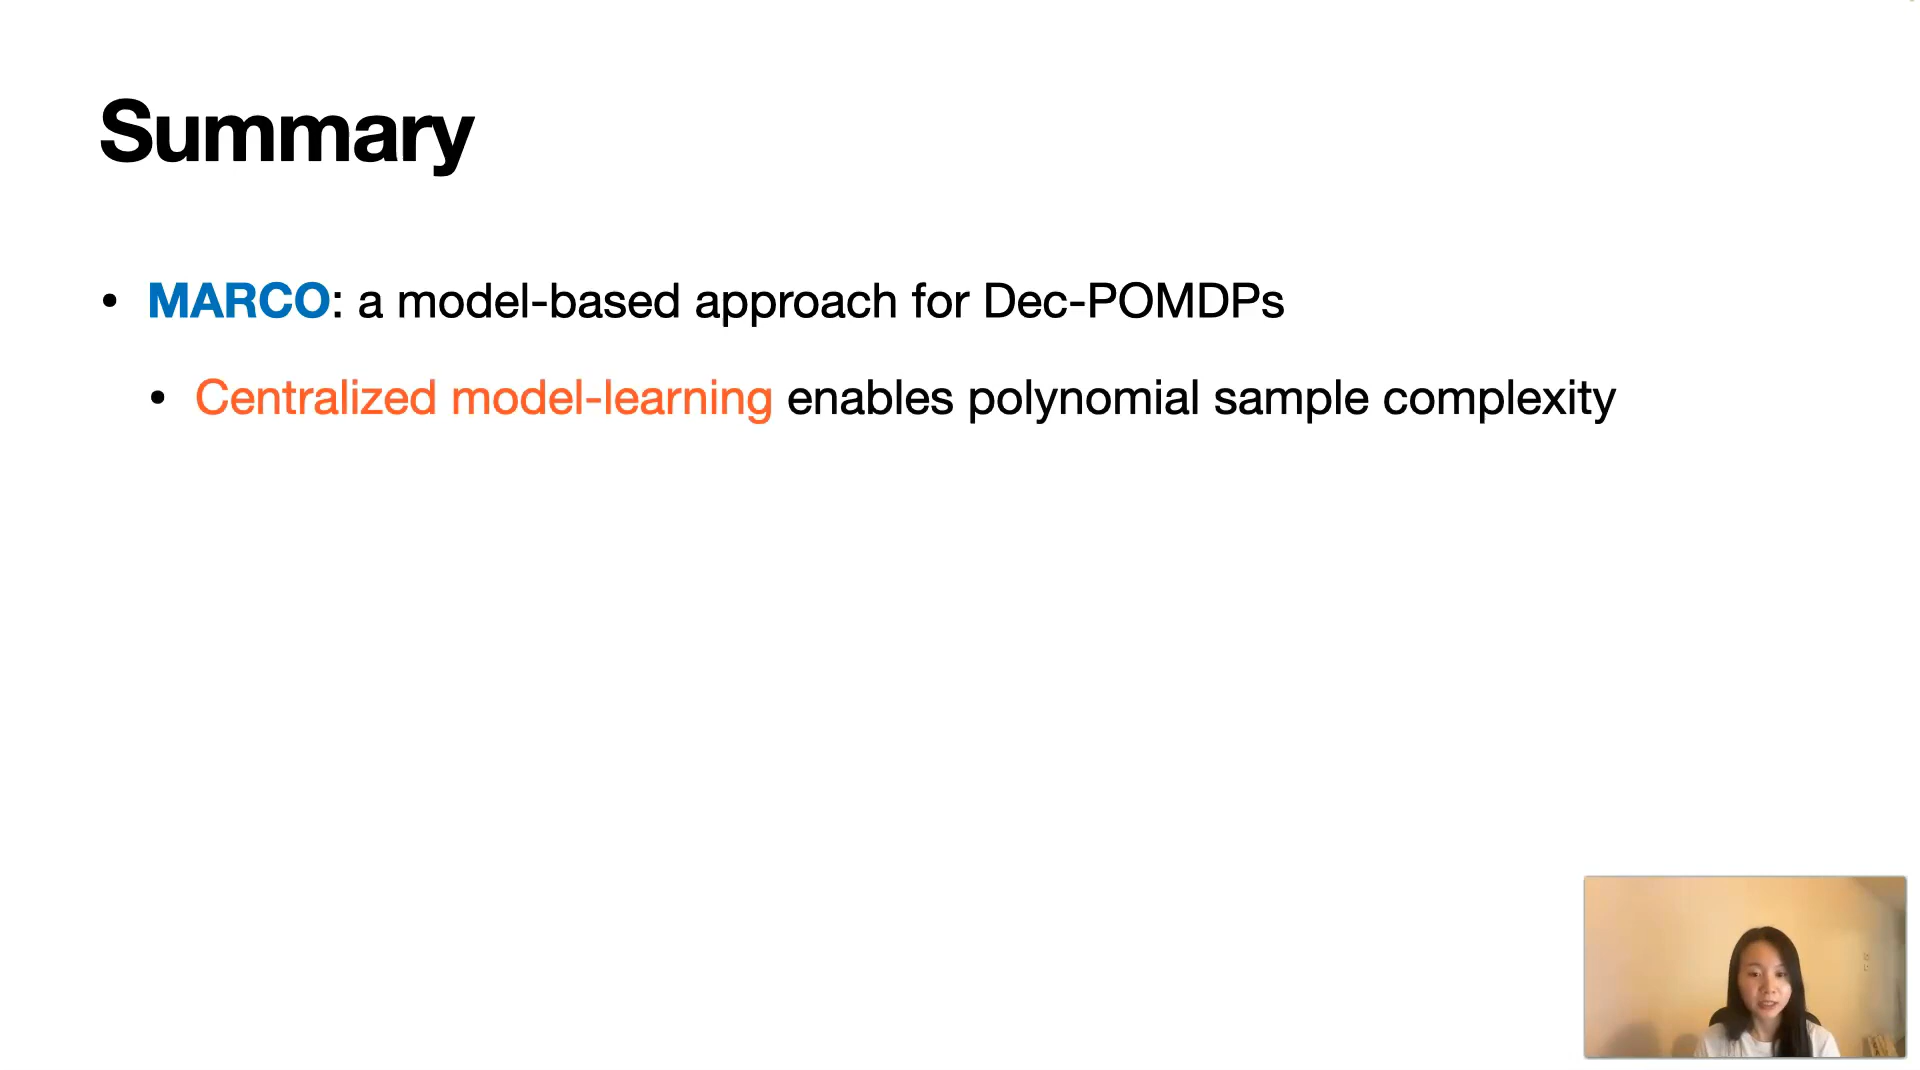 Summary
• MARCO: a model-based approach for Dec-POMDPs
• Centralized model-learning enables polynomial sample complexity